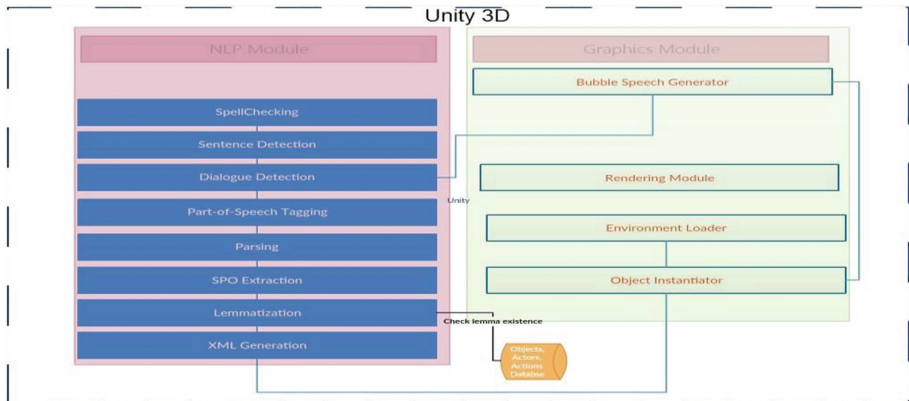 Unity 3D
NLP Module
SpellChecking
Sentence Detection
Dialogue Detection
Part-of-Speech Tagging
Parsing
SPO Extraction
Lemmatization
XML Generation
Unity
Graphics Module
Bubble Speech Generator
Rendering Module
Environment Loader
Object Instantiator
Check lemma existence
Objects,
Actors,
Actions
Databse